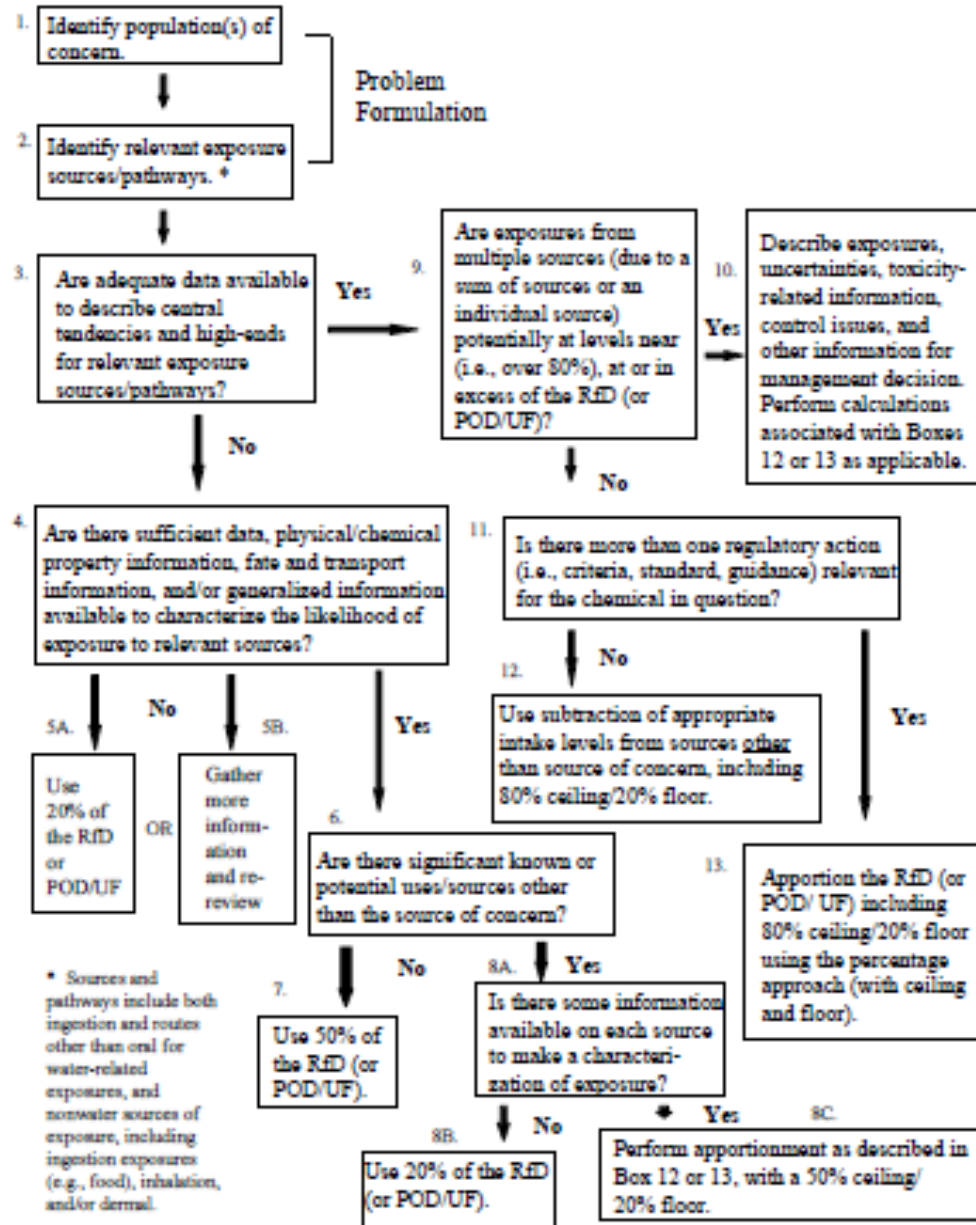 1.
Identify population(s) of
concern.
Problem
Formulation
2.
Identify relevant exposure
sources/pathways. *
3.
Are adequate data available
to describe central
tendencies and high-ends
for relevant exposure
sources/pathways?
Yes
No
9.
Are exposures from
multiple sources (due to a
sum of sources or an
individual source)
potentially at levels near
(i.e., over 80%), at or in
excess of the RfD (or
POD/UF)?
Yes
No
10.
Describe exposures,
uncertainties, toxicity-
related information,
control issues, and
other information for
management decision.
Perform calculations
associated with Boxes
12 or 13 as applicable.
4.
Are there sufficient data, physical/chemical
property information, fate and transport
information, and/or generalized information
available to characterize the likelihood of
exposure to relevant sources?
No
Yes
5A.
Use
20% of
the RfD
or
POD/UF
OR
5B.
Gather
more
inform-
ation
and re-
review
11.
Is there more than one regulatory action
(i.e., criteria, standard, guidance) relevant
for the chemical in question?
No
Yes
12.
Use subtraction of appropriate
intake levels from sources other
than source of concern, including
80% ceiling/20% floor.
13.
Apportion the RfD (or
POD/ UF) including
80% ceiling/20% floor
using the percentage
approach (with ceiling
and floor).
6.
Are there significant known or
potential uses/sources other
than the source of concern?
No
Yes
7.
Use 50% of
the RfD (or
POD/UF).
8A.
Is there some information
available on each source
to make a characteri-
zation of exposure?
No
Yes
8B.
Use 20% of the RfD
(or POD/UF).
8C.
Perform apportionment as described in
Box 12 or 13, with a 50% ceiling/
20% floor.
* Sources and
pathways include both
ingestion and routes
other than oral for
water-related
exposures, and
nonwater sources of
exposure, including
ingestion exposures
(e.g., food), inhalation,
and/or dermal.